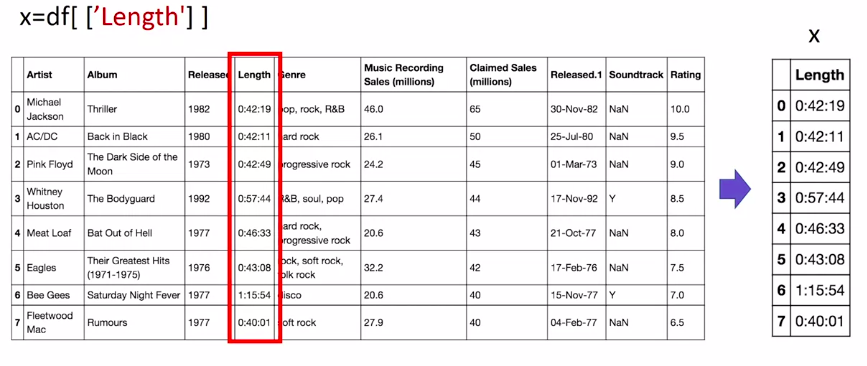 x=df[ ['Length'] ]
x
Artist Album Released Length Genre Music Recording Sales (millions) Claimed Sales (millions) Released.1 Soundtrack Rating
0 Michael Jackson Thriller 1982 0:42:19 pop, rock, R&B 46.0 65 30-Nov-82 NaN 10.0
1 AC/DC Back in Black 1980 0:42:11 hard rock 26.1 50 25-Jul-80 NaN 9.5
2 Pink Floyd The Dark Side of the Moon 1973 0:42:49 progressive rock 24.2 45 01-Mar-73 NaN 9.0
3 Whitney Houston The Bodyguard 1992 0:57:44 R&B, soul, pop 27.4 44 17-Nov-92 Y 8.5
4 Meat Loaf Bat Out of Hell 1977 0:46:33 hard rock, progressive rock 20.6 43 21-Oct-77 NaN 8.0
5 Eagles Their Greatest Hits (1971-1975) 1976 0:43:08 rock, soft rock, folk rock 32.2 42 17-Feb-76 NaN 7.5
6 Bee Gees Saturday Night Fever 1977 1:15:54 disco 20.6 40 15-Nov-77 Y 7.0
7 Fleetwood Mac Rumours 1977 0:40:01 soft rock 27.9 40 04-Feb-77 NaN 6.5
Length
0 0:42:19
1 0:42:11
2 0:42:49
3 0:57:44
4 0:46:33
5 0:43:08
6 1:15:54
7 0:40:01